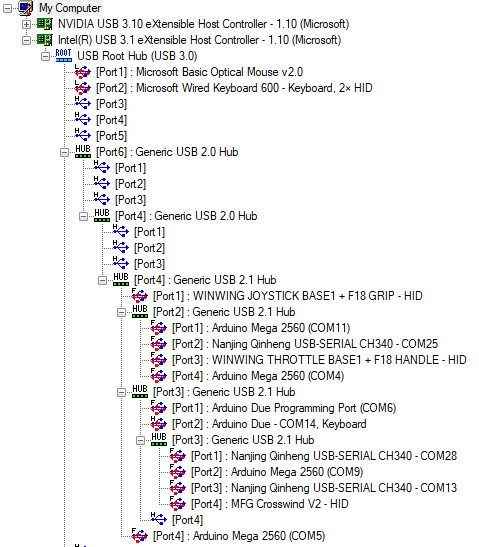 My Computer
NVIDIA USB 3.10 eXtensible Host Controller - 1.10 (Microsoft)
Intel(R) USB 3.1 eXtensible Host Controller - 1.10 (Microsoft)
ROOT USB Root Hub (USB 3.0)
F [Port1] : Microsoft Basic Optical Mouse v2.0
L [Port2] : Microsoft Wired Keyboard 600 - Keyboard, 2× HID
H [Port3]
H [Port4]
H [Port5]
HUB [Port6] : Generic USB 2.0 Hub
H [Port1]
H [Port2]
H [Port3]
HUB [Port4] : Generic USB 2.0 Hub
H [Port1]
H [Port2]
H [Port3]
HUB [Port4] : Generic USB 2.1 Hub
F [Port1] : WINWING JOYSTICK BASE1 + F18 GRIP - HID
HUB [Port2] : Generic USB 2.1 Hub
F [Port1] : Arduino Mega 2560 (COM11)
F [Port2] : Nanjing Qinheng USB-SERIAL CH340 - COM25
F [Port3] : WINWING THROTTLE BASE1 + F18 HANDLE - HID
F [Port4] : Arduino Mega 2560 (COM4)
HUB [Port3] : Generic USB 2.1 Hub
F [Port1] : Arduino Due Programming Port (COM6)
H [Port2] : Arduino Due - COM14, Keyboard
HUB [Port3] : Generic USB 2.1 Hub
F [Port1] : Nanjing Qinheng USB-SERIAL CH340 - COM28
F [Port2] : Arduino Mega 2560 (COM9)
F [Port3] : Nanjing Qinheng USB-SERIAL CH340 - COM13
F [Port4] : MFG Crosswind V2 - HID
H [Port4]
F [Port4] : Arduino Mega 2560 (COM5)